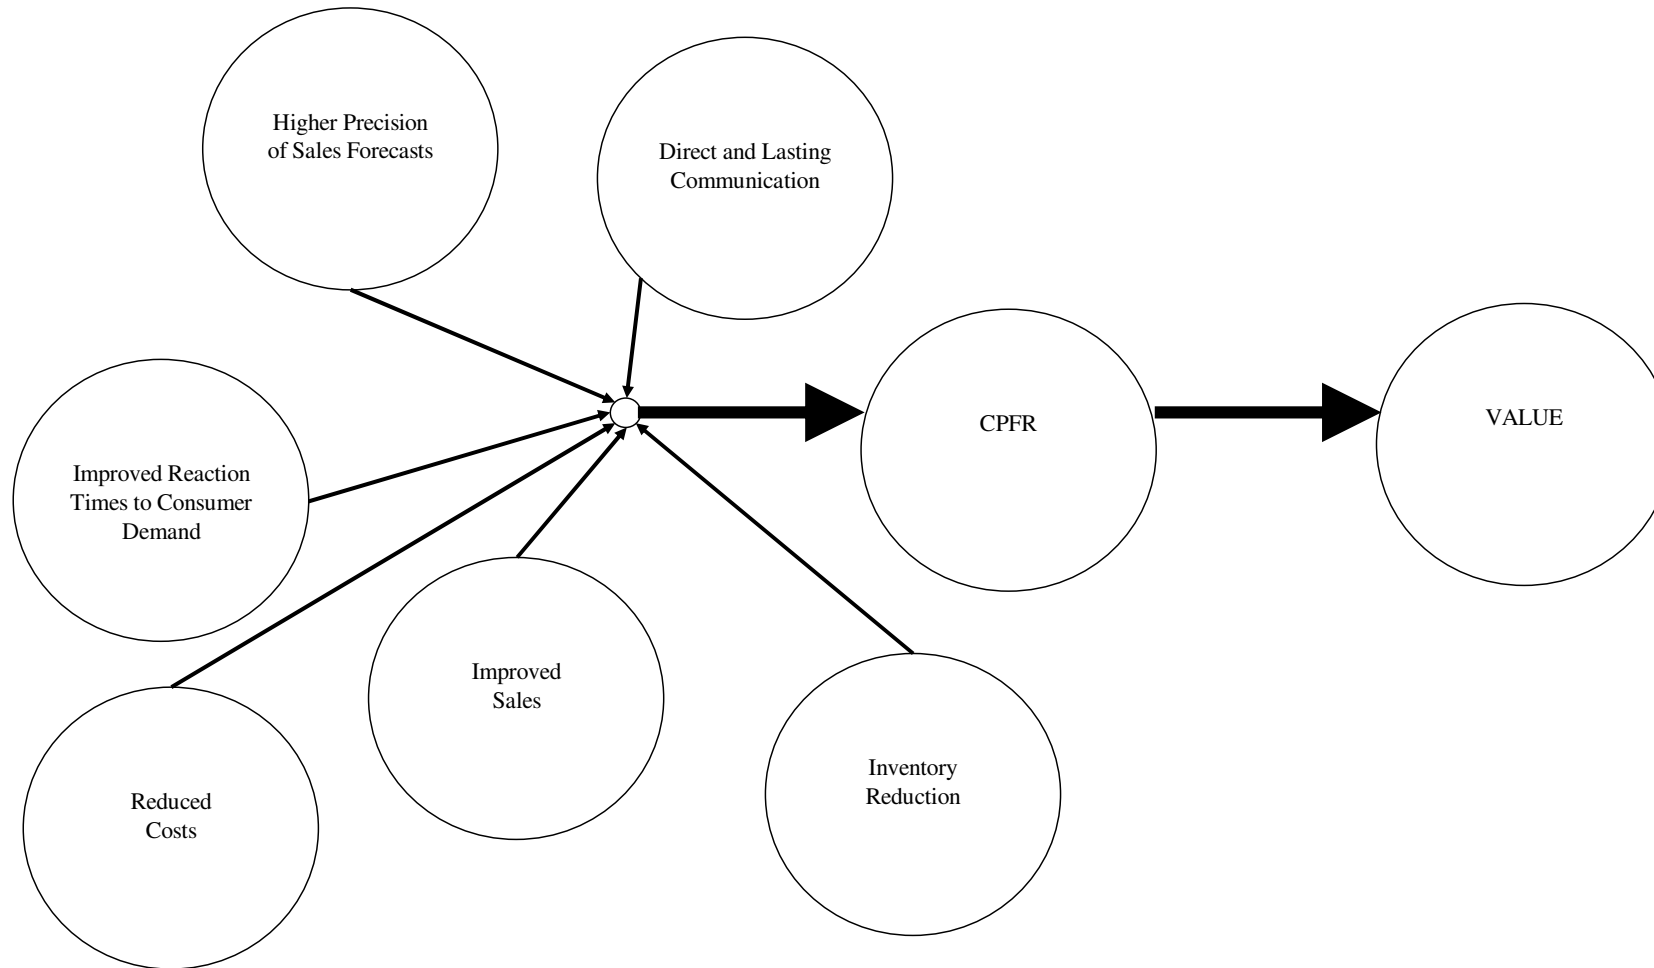 Higher Precision
of Sales Forecasts
Direct and Lasting
Communication
CPFR
VALUE
Improved Reaction
Times to Consumer
Demand
Improved
Sales
Inventory
Reduction
Reduced
Costs